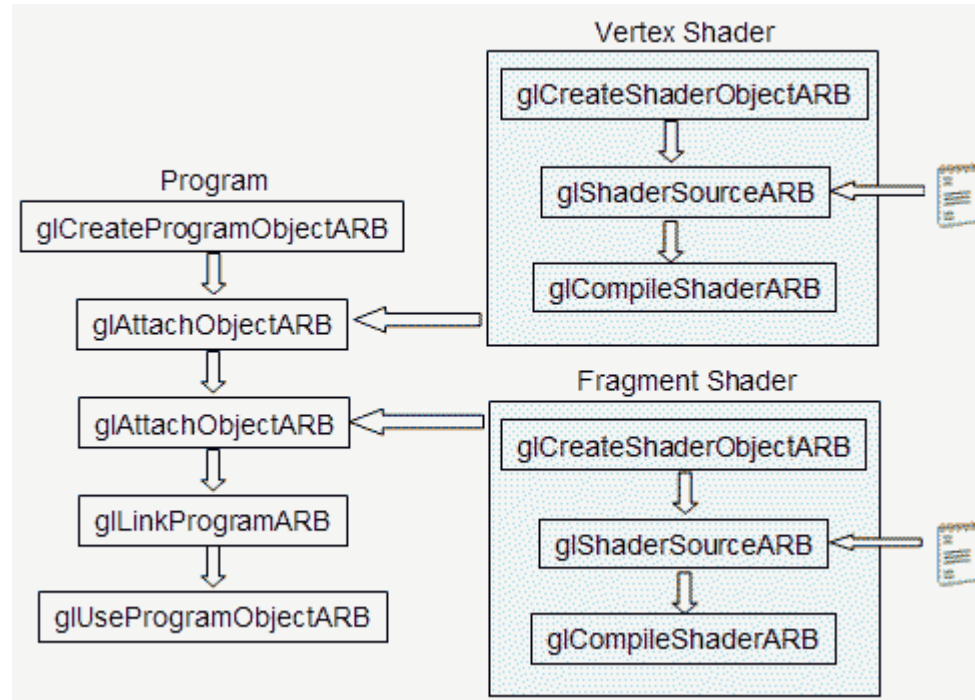 Vertex Shader
glCreateShaderObjectARB
glShaderSourceARB
glCompileShaderARB
Program
glCreateProgramObjectARB
glAttachObjectARB
glAttachObjectARB
glLinkProgramARB
glUseProgramObjectARB
Fragment Shader
glCreateShaderObjectARB
glShaderSourceARB
glCompileShaderARB